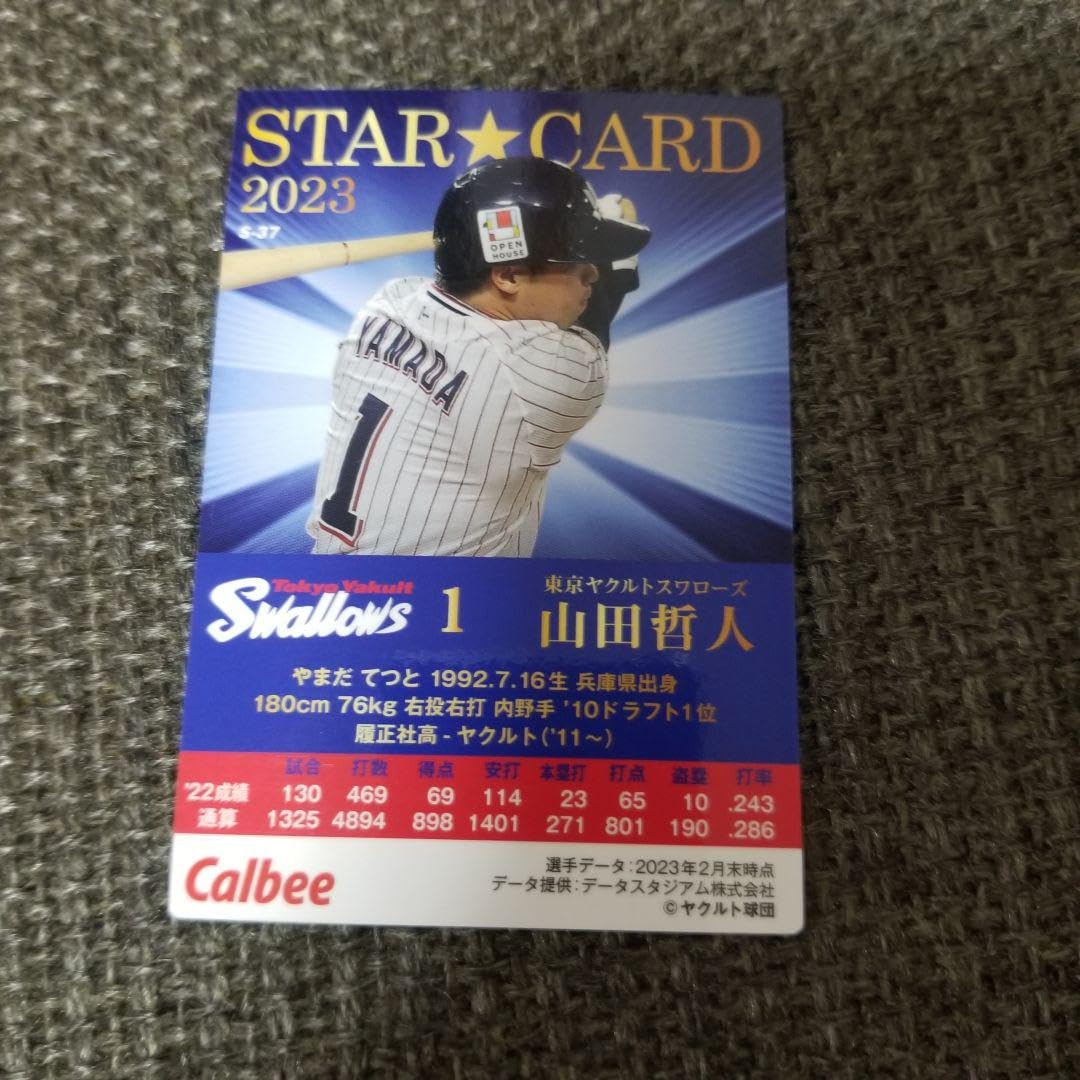 STAR★CARD
2023
S-37
OPEN
HOUSE
YAMADA
1
Tokyo Yakult
Swallows
1
東京ヤクルトスワローズ
山田哲人
やまだ てつと 1992.7.16生 兵庫県出身
180cm 76kg 右投右打 内野手 '10ドラフト1位
履正社高-ヤクルト('11~)
試合 打数 得点 安打 本塁打 打点 盗塁 打率
'22成績 130 469 69 114 23 65 10 .243
通算 1325 4894 898 1401 271 801 190 .286
Calbee
選手データ:2023年2月末時点
データ提供:データスタジアム株式会社
©ヤクルト球団